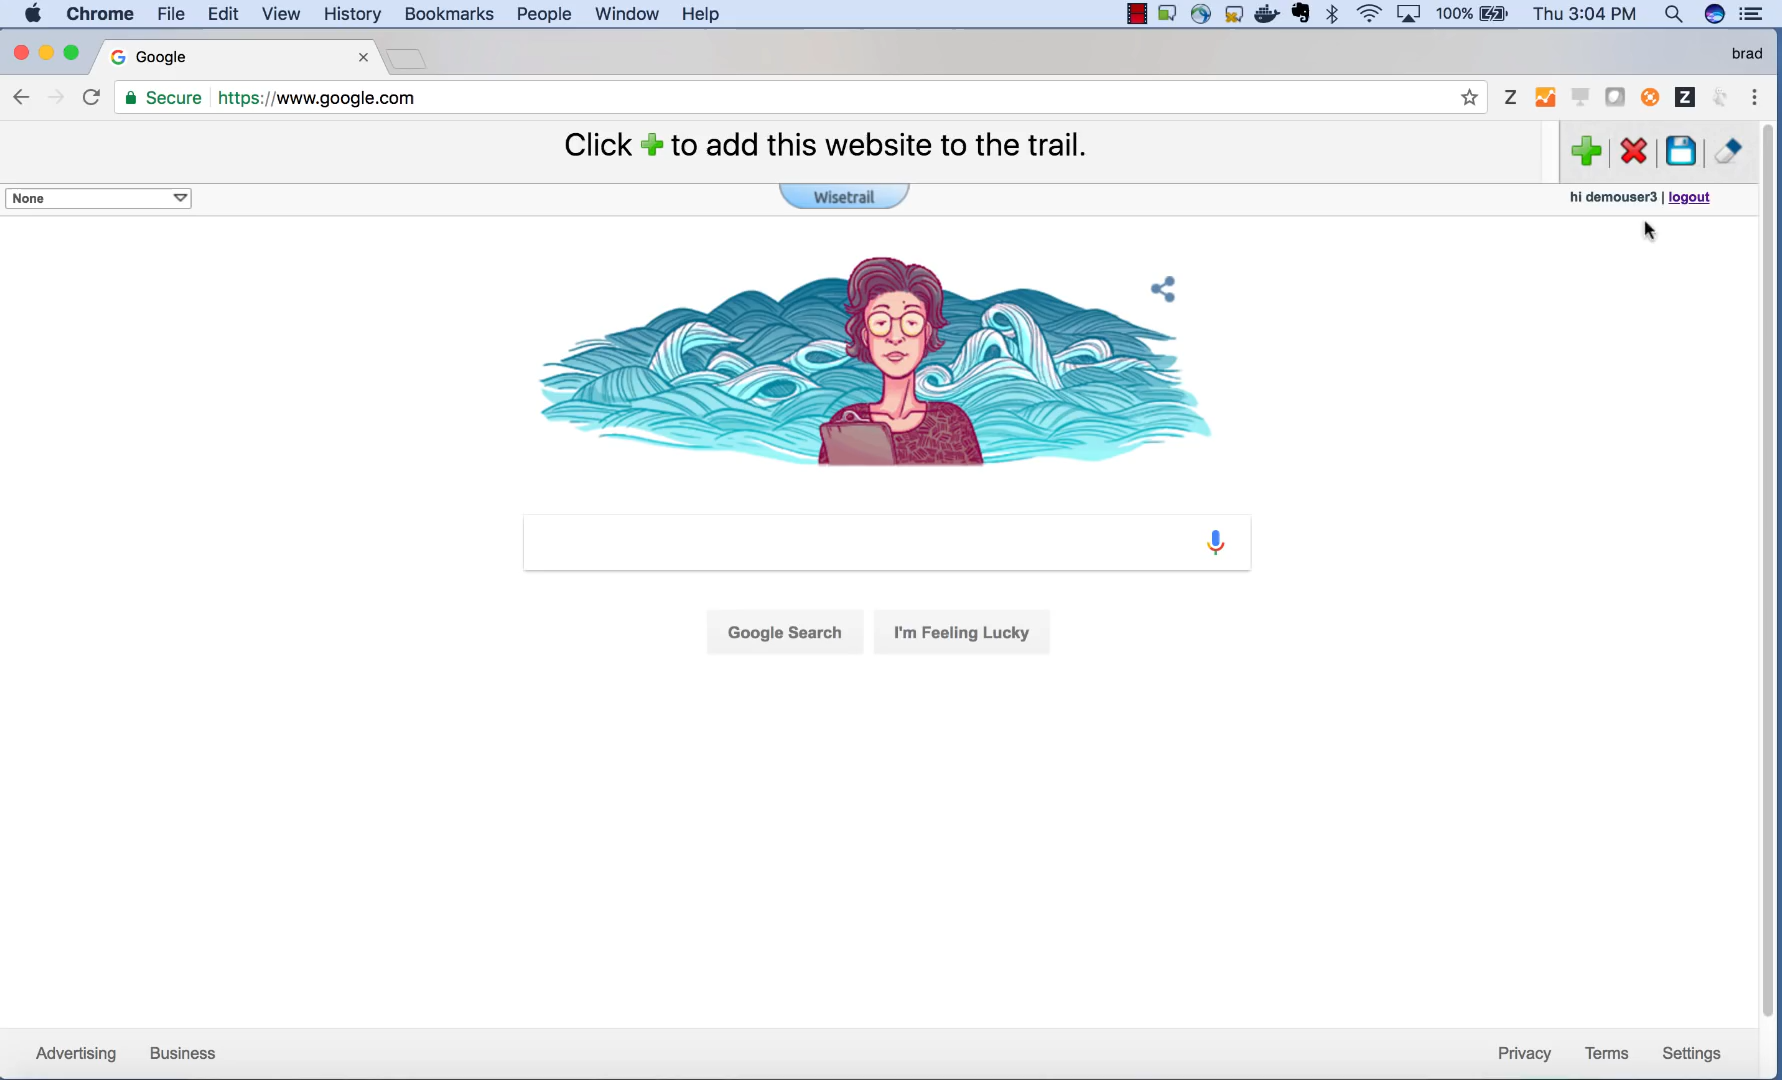 Chrome File Edit View History Bookmarks People Window Help 100% Thu 3:04 PM
Google brad
Secure https://www.google.com
Click to add this website to the trail.
None Wisetrail hi demouser3 | logout
Google Search I'm Feeling Lucky
Advertising Business Privacy Terms Settings